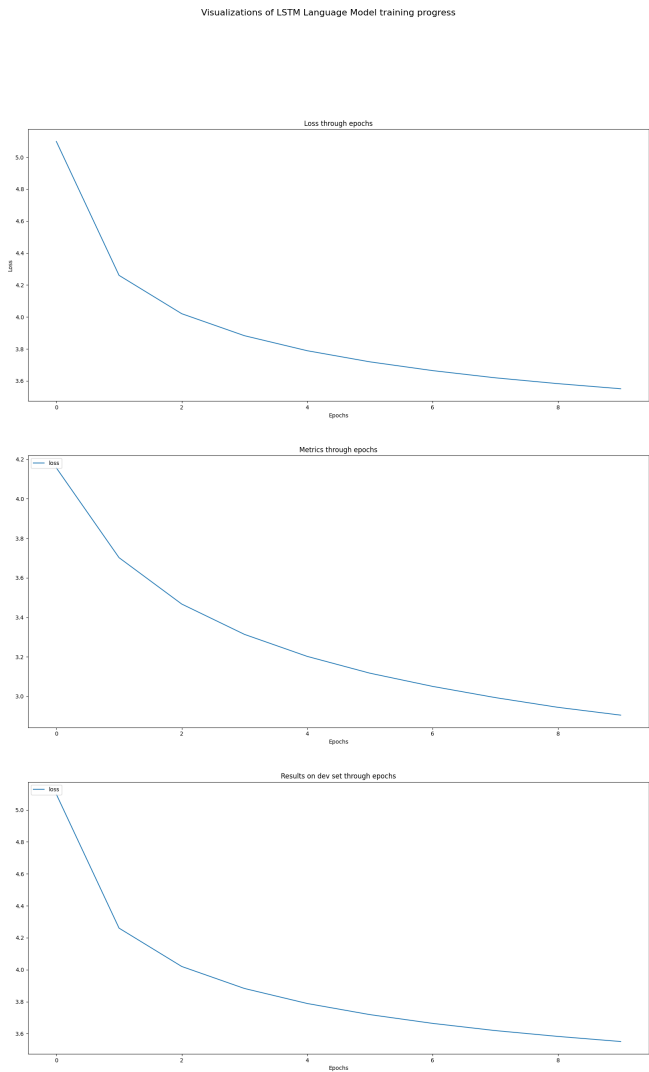 Visualizations of LSTM Language Model training progress
Loss through epochs
5.0
4.8
4.6
4.4
4.2
4.0
3.8
3.6
Loss
0 2 4 6 8
Epochs
Metrics through epochs
loss
4.2
4.0
3.8
3.6
3.4
3.2
3.0
0 2 4 6 8
Epochs
Results on dev set through epochs
loss
5.0
4.8
4.6
4.4
4.2
4.0
3.8
3.6
0 2 4 6 8
Epochs